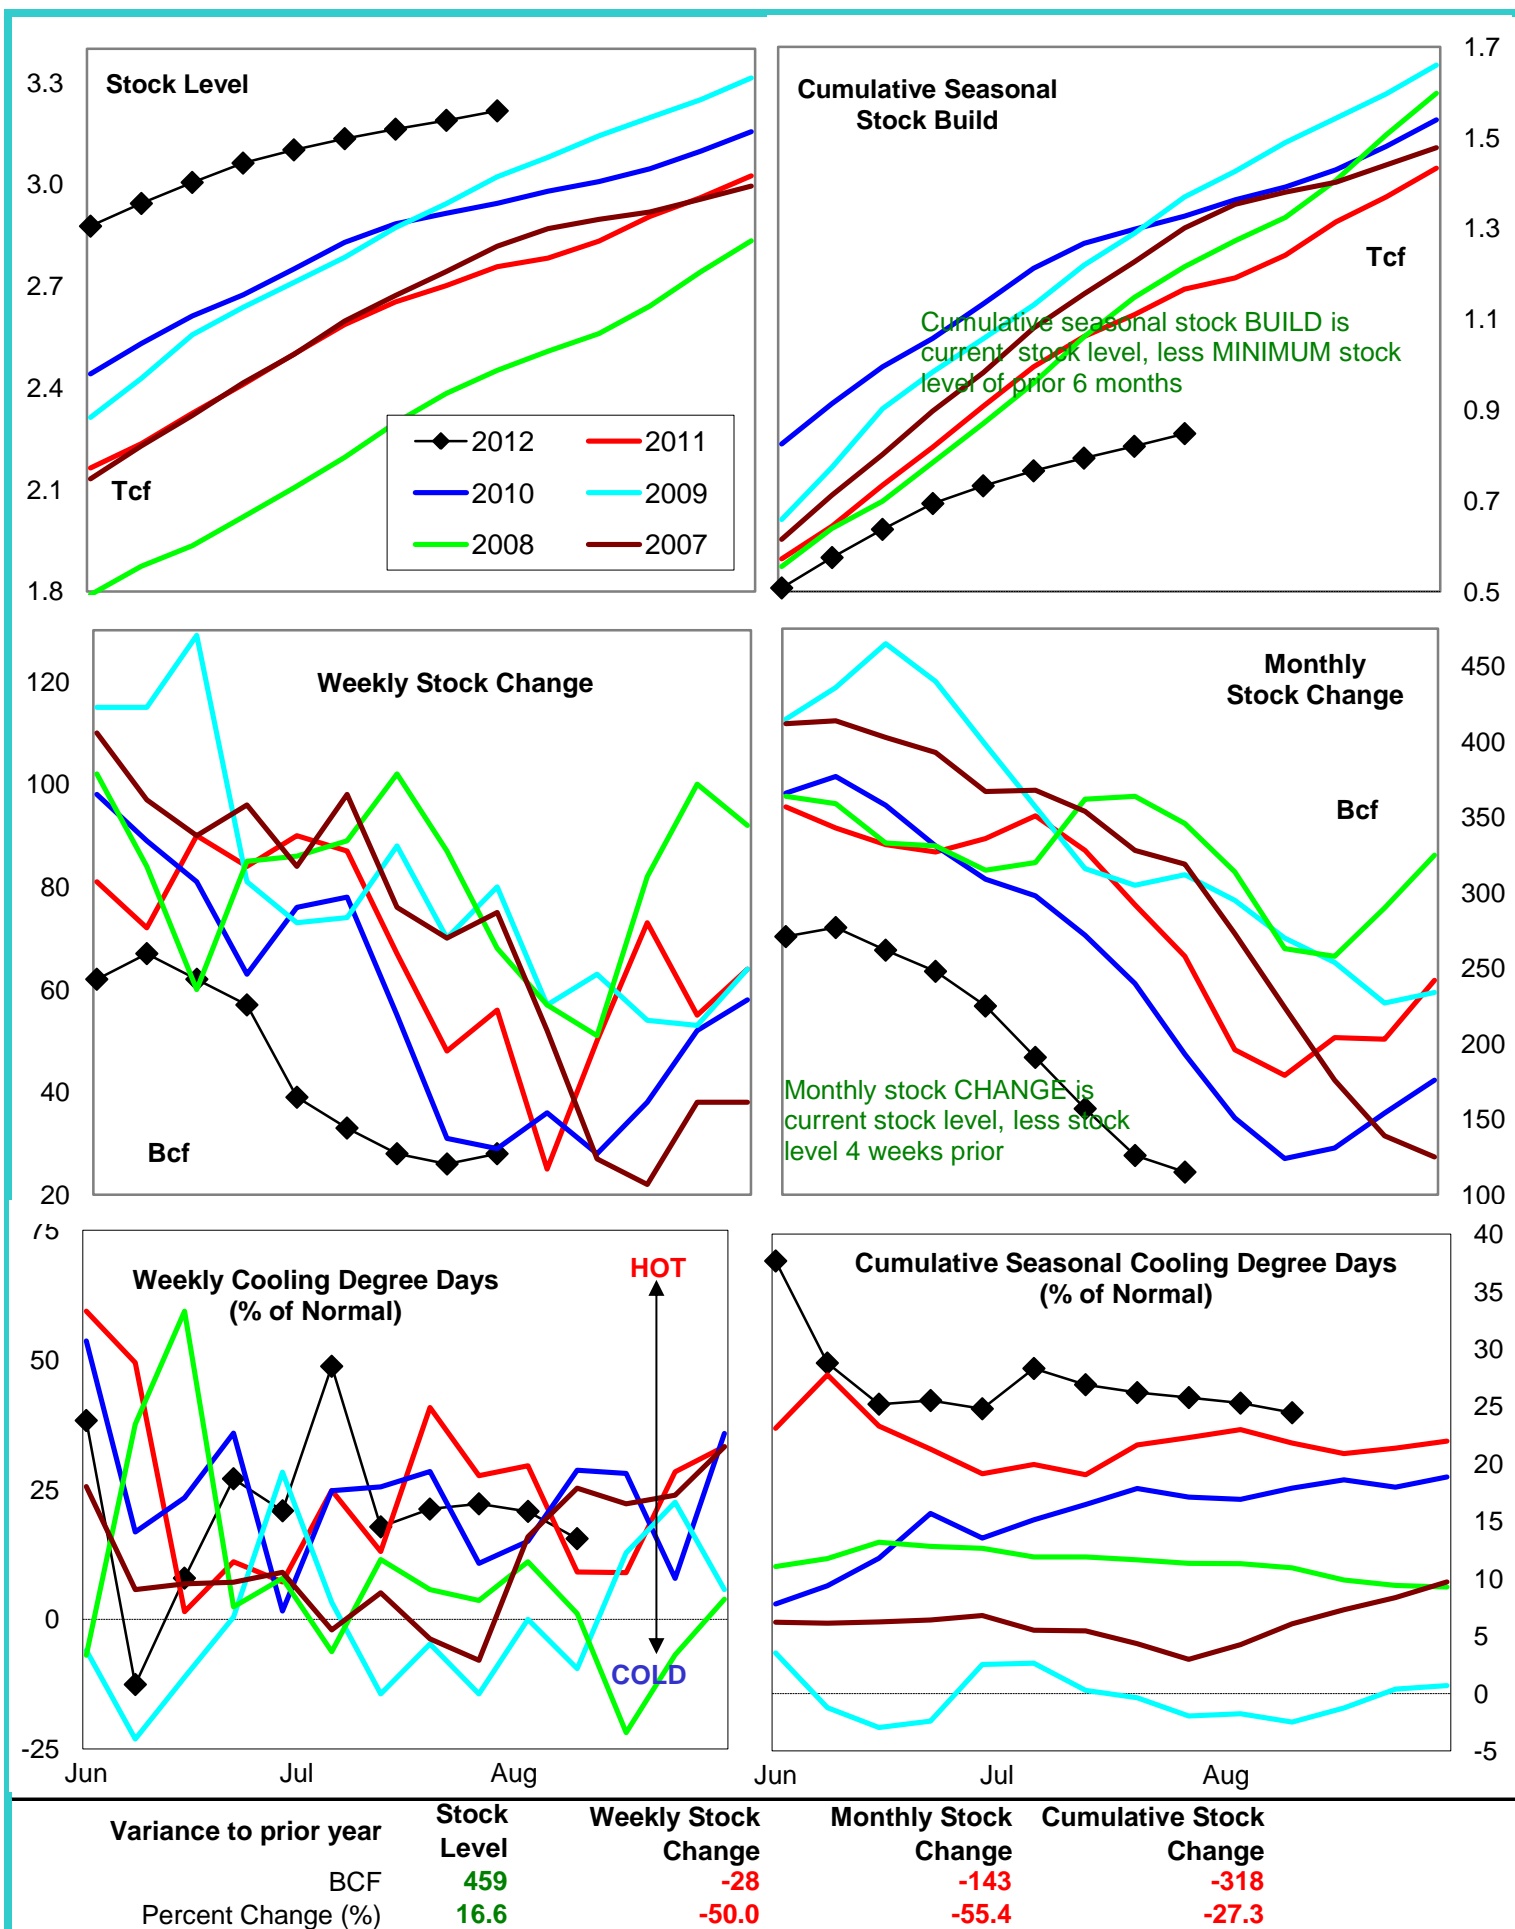 Stock Level
3.3
3.0
2.7
2.4
2.1
1.8
Tcf
2012
2011
2010
2009
2008
2007
Cumulative Seasonal
Stock Build
1.7
1.5
1.3
1.1
0.9
0.7
0.5
Tcf
Cumulative seasonal stock BUILD is
current stock level, less MINIMUM stock
level of prior 6 months
Weekly Stock Change
120
100
80
60
40
20
Bcf
Monthly
Stock Change
450
400
350
300
250
200
150
100
Bcf
Monthly stock CHANGE is
current stock level, less stock
level 4 weeks prior
Weekly Cooling Degree Days
(% of Normal)
75
50
25
0
-25
HOT
COLD
Jun
Jul
Aug
Cumulative Seasonal Cooling Degree Days
(% of Normal)
40
35
30
25
20
15
10
5
0
-5
Jun
Jul
Aug
Variance to prior year
Stock
Level
Weekly Stock
Change
Monthly Stock
Change
Cumulative Stock
Change
BCF 459 -28 -143 -318
Percent Change (%) 16.6 -50.0 -55.4 -27.3